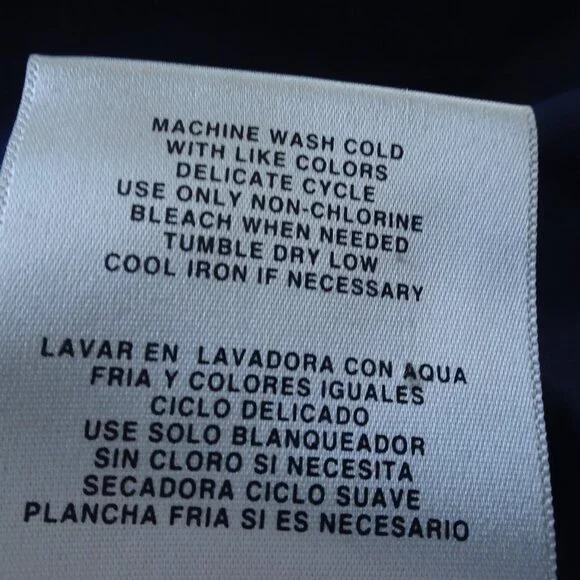 MACHINE WASH COLD
WITH LIKE COLORS
DELICATE CYCLE
USE ONLY NON-CHLORINE
BLEACH WHEN NEEDED
TUMBLE DRY LOW
COOL IRON IF NECESSARY
LAVAR EN LAVADORA CON AQUA
FRIA Y COLORES IGUALES
CICLO DELICADO
USE SOLO BLANQUEADOR
SIN CLORO SI NECESITA
SECADORA CICLO SUAVE
PLANCHA FRIA SI ES NECESARIO